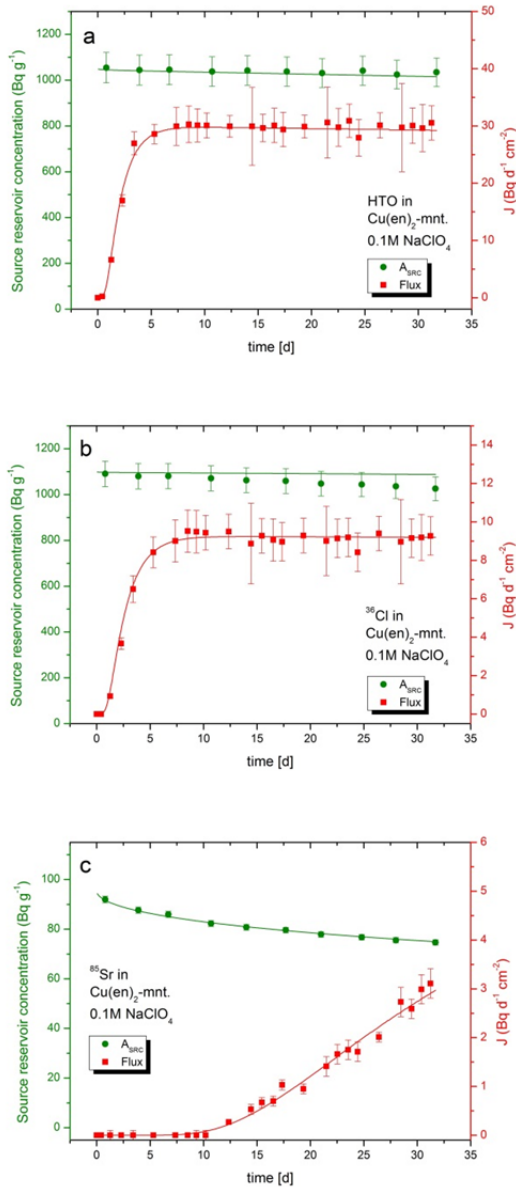 a
Source reservoir concentration (Bq g⁻¹)
1200
1000
800
600
400
200
0
50
40
30
20
10
0
J (Bq d⁻¹ cm⁻²)
HTO in
Cu(en)₂-mnt.
0.1M NaClO₄
A_SRC
Flux
0 5 10 15 20 25 30 35
time [d]
b
Source reservoir concentration (Bq g⁻¹)
1200
1000
800
600
400
200
0
14
12
10
8
6
4
2
0
J (Bq d⁻¹ cm⁻²)
³⁶Cl in
Cu(en)₂-mnt.
0.1M NaClO₄
A_SRC
Flux
0 5 10 15 20 25 30 35
time [d]
c
Source reservoir concentration (Bq g⁻¹)
100
80
60
40
20
0
6
5
4
3
2
1
0
J (Bq d⁻¹ cm⁻²)
⁸⁵Sr in
Cu(en)₂-mnt.
0.1M NaClO₄
A_SRC
Flux
0 5 10 15 20 25 30 35
time [d]